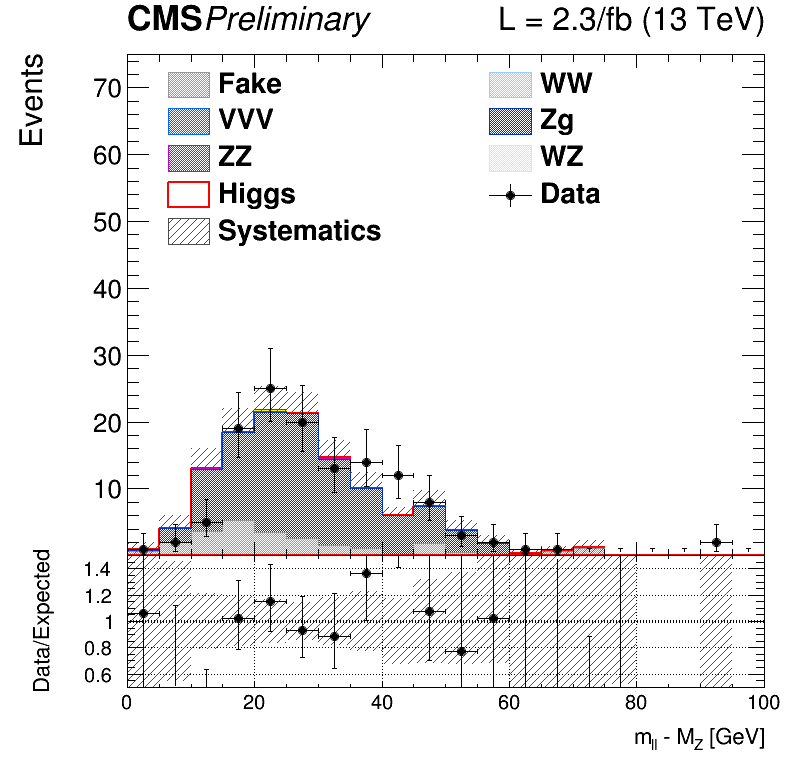 CMS Preliminary L = 2.3/fb (13 TeV)
Events
70
60
50
40
30
20
10
Fake WW
VVV Zg
ZZ WZ
Higgs Data
Systematics
Data/Expected
1.4
1.2
1
0.8
0.6
0 20 40 60 80 100
m_ll - M_Z [GeV]